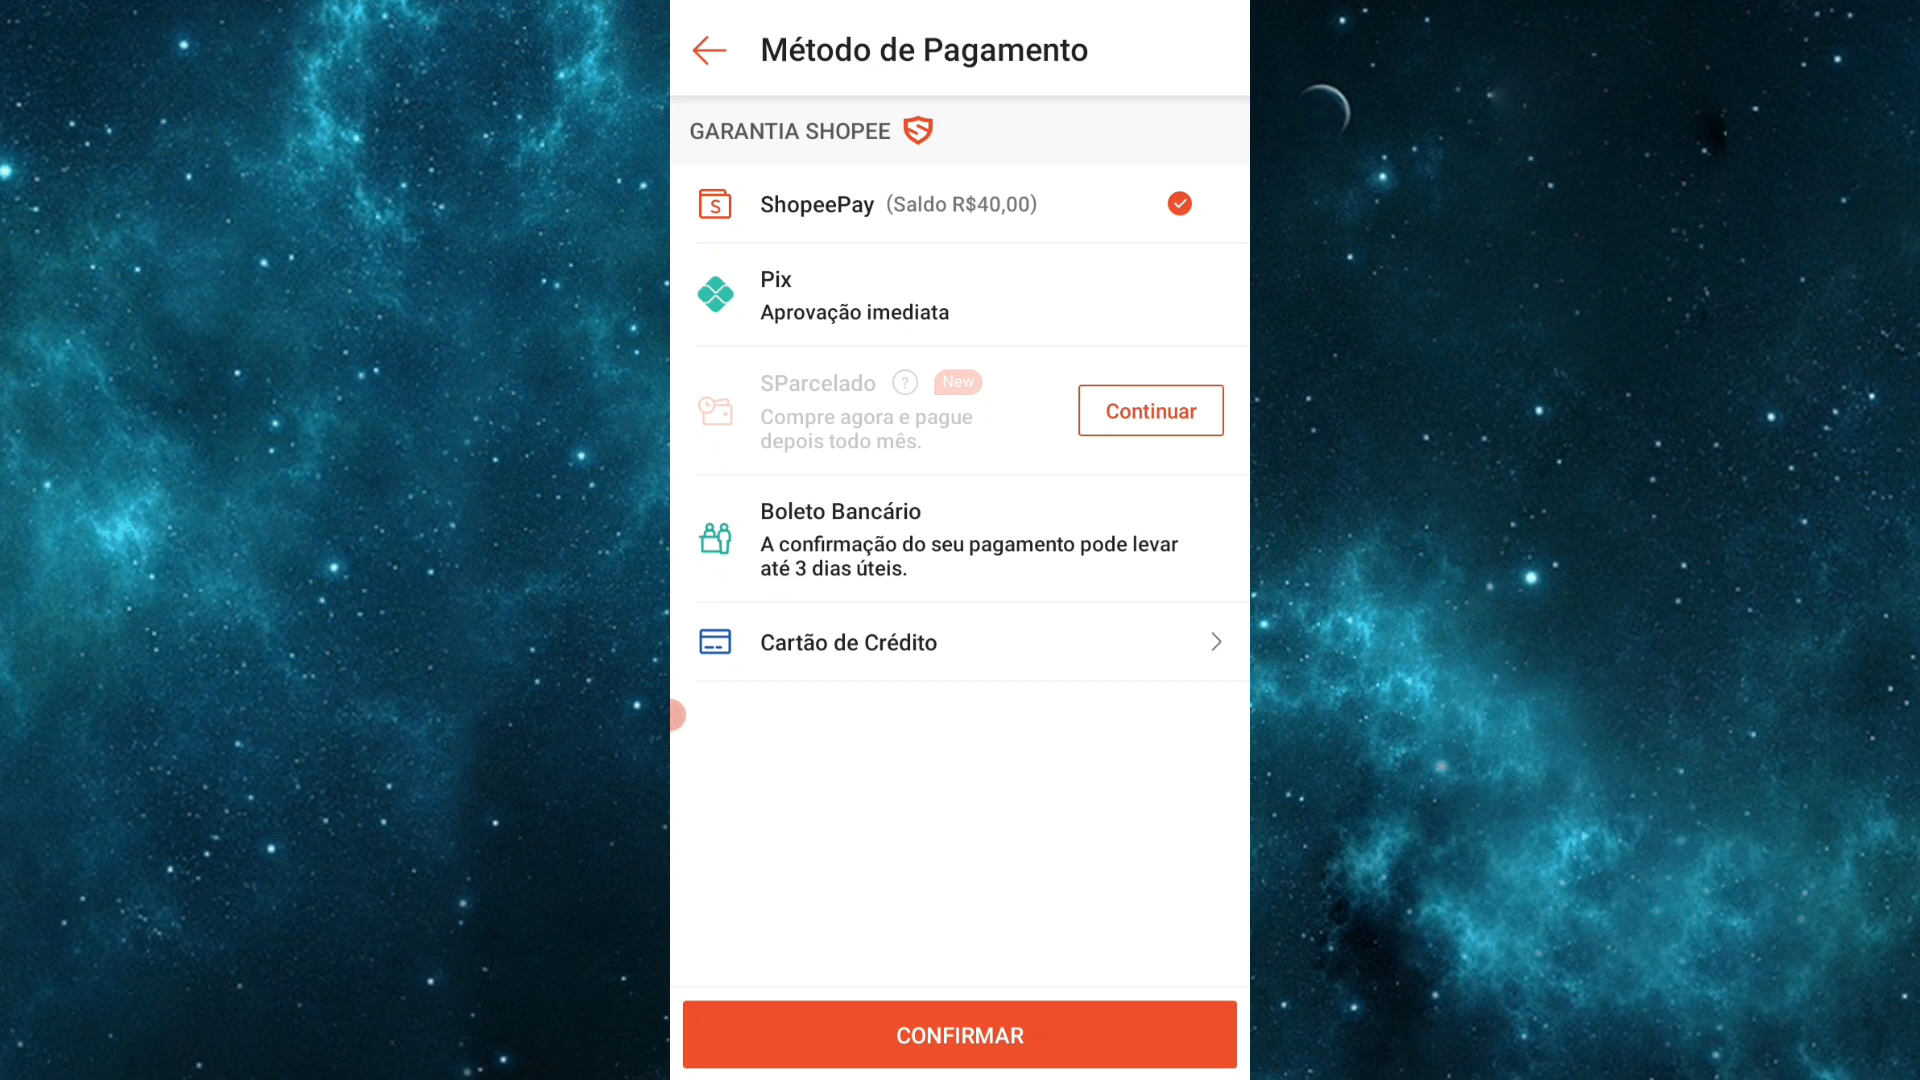 Método de Pagamento
GARANTIA SHOPEE
ShopeePay (Saldo R$40,00)
Pix
Aprovação imediata
SParcelado ? New
Compre agora e pague
depois todo mês.
Continuar
Boleto Bancário
A confirmação do seu pagamento pode levar
até 3 dias úteis.
Cartão de Crédito
CONFIRMAR